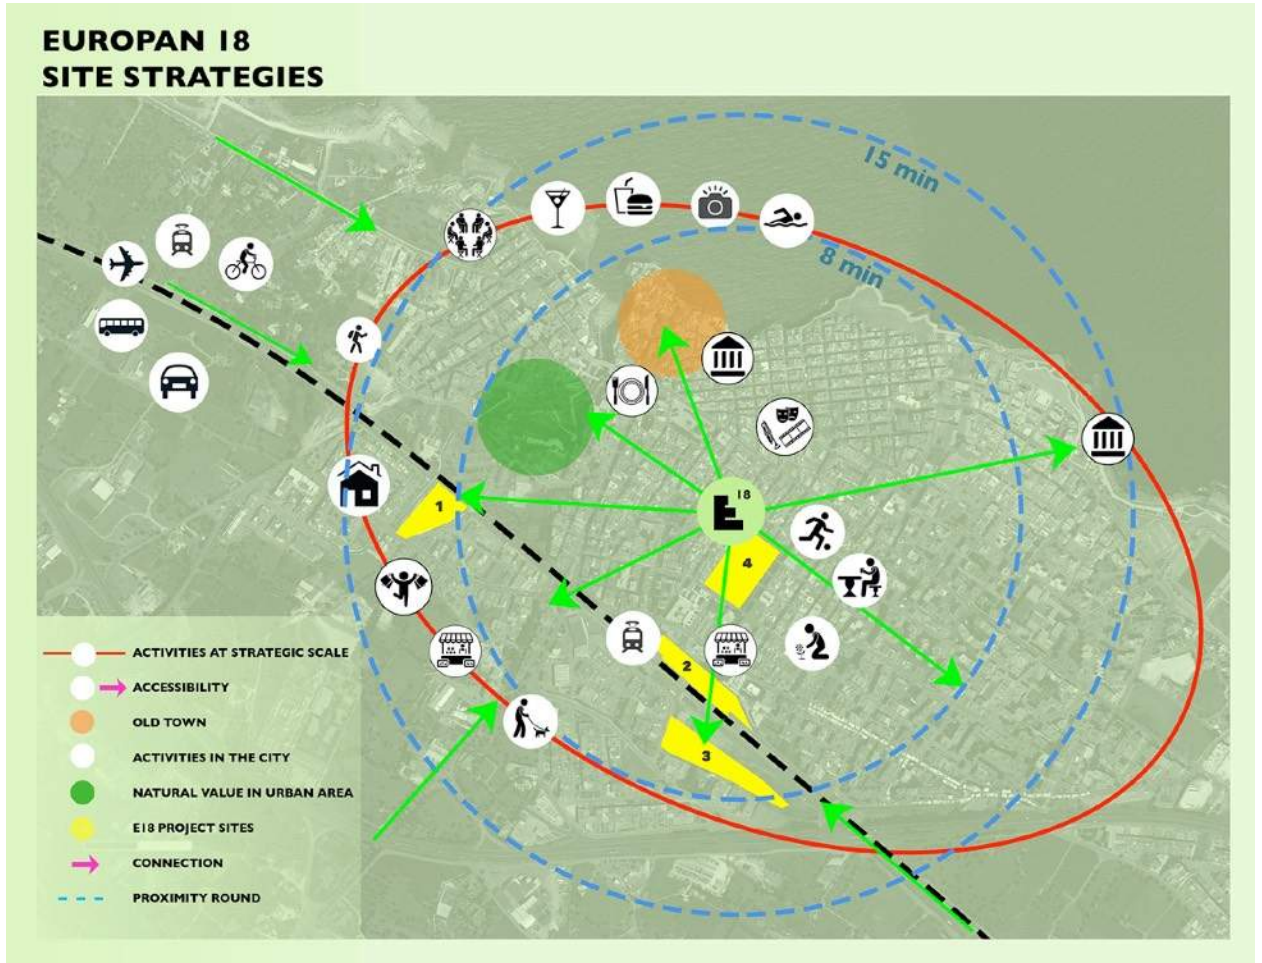 EUROPAN 18
SITE STRATEGIES
15 min
8 min
18
E
1
4
2
3
ACTIVITIES AT STRATEGIC SCALE
ACCESSIBILITY
OLD TOWN
ACTIVITIES IN THE CITY
NATURAL VALUE IN URBAN AREA
E18 PROJECT SITES
CONNECTION
PROXIMITY ROUND